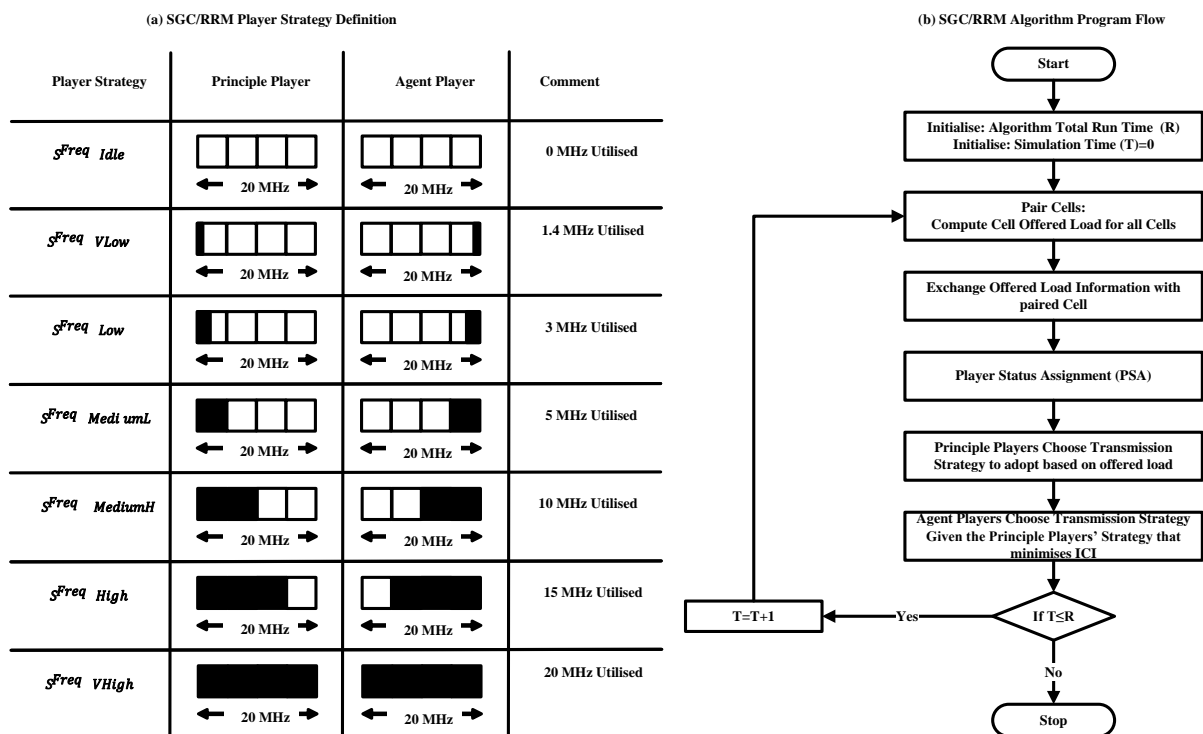 (a) SGC/RRM Player Strategy Definition
Player Strategy Principle Player Agent Player Comment
SFreq Idle 0 MHz Utilised
20 MHz 20 MHz
SFreq VLow 1.4 MHz Utilised
20 MHz 20 MHz
SFreq Low 3 MHz Utilised
20 MHz 20 MHz
SFreq Medi umL 5 MHz Utilised
20 MHz 20 MHz
SFreq MediumH 10 MHz Utilised
20 MHz 20 MHz
SFreq High 15 MHz Utilised
20 MHz 20 MHz
SFreq VHigh 20 MHz Utilised
20 MHz 20 MHz
(b) SGC/RRM Algorithm Program Flow
Start
Initialise: Algorithm Total Run Time (R)
Initialise: Simulation Time (T)=0
Pair Cells:
Compute Cell Offered Load for all Cells
Exchange Offered Load Information with
paired Cell
Player Status Assignment (PSA)
Principle Players Choose Transmission
Strategy to adopt based on offered load
Agent Players Choose Transmission Strategy
Given the Principle Players' Strategy that
minimises ICI
If T≤R
Yes
T=T+1
No
Stop